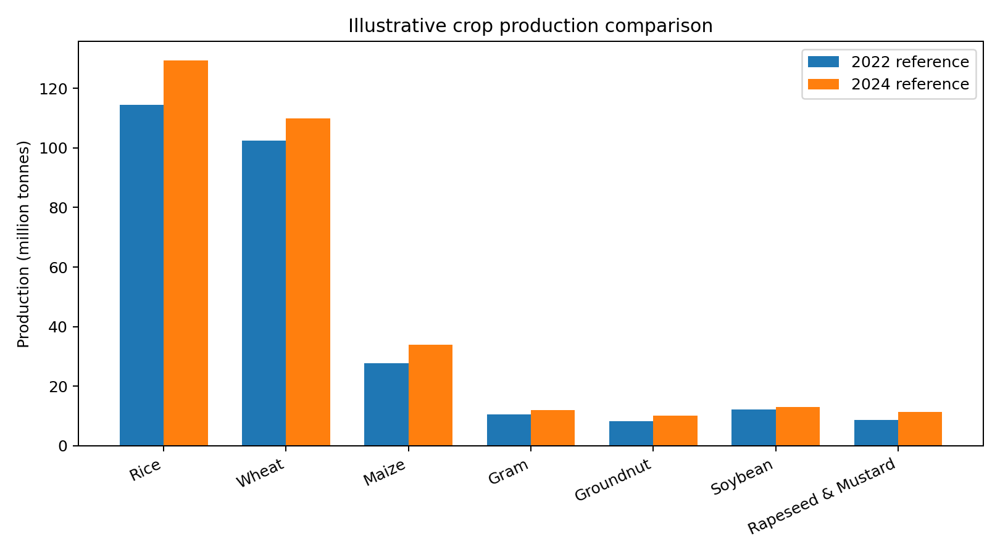 Illustrative crop production comparison
2022 reference
2024 reference
Production (million tonnes)
120
100
80
60
40
20
0
Rice
Wheat
Maize
Gram
Groundnut
Soybean
Rapeseed & Mustard